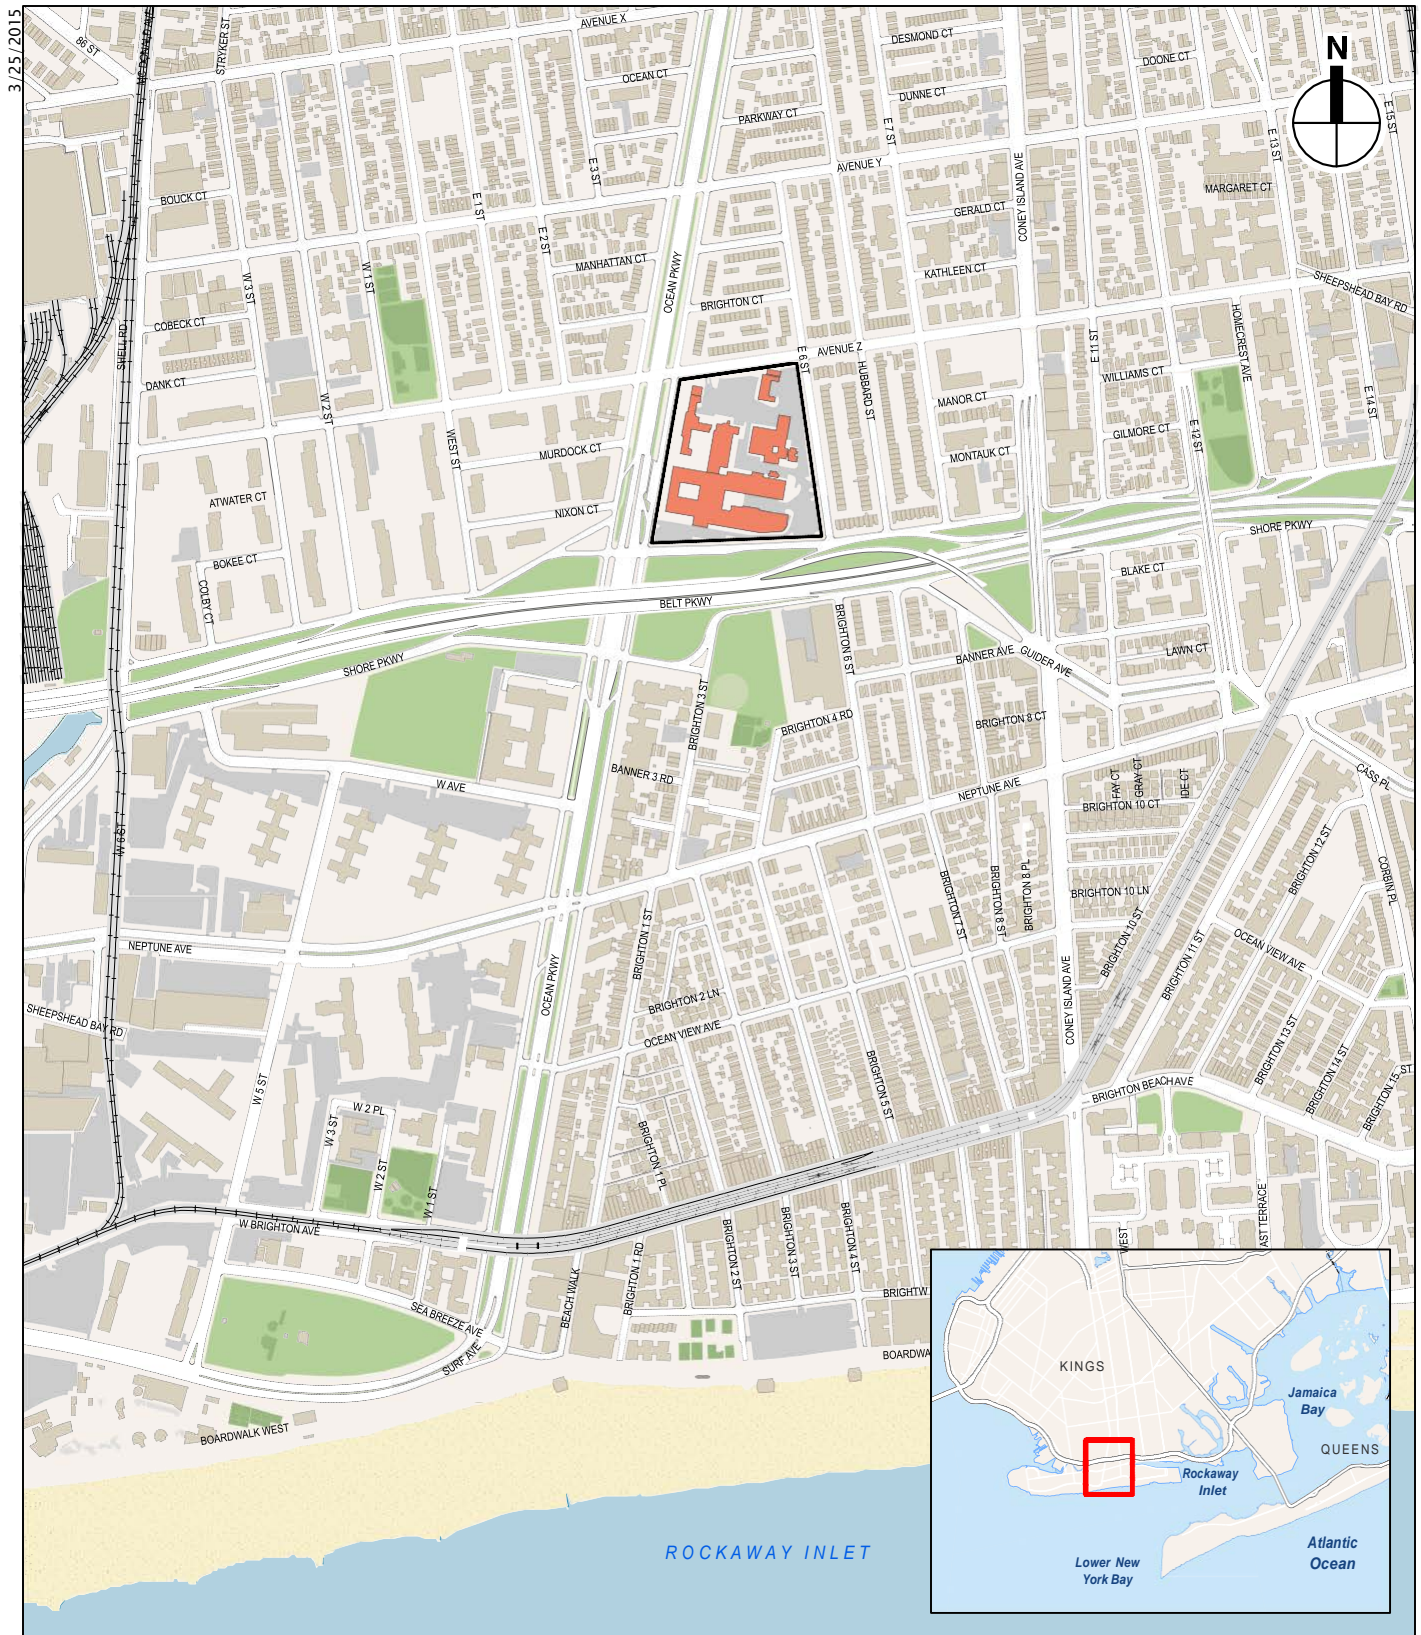 3/25/2015
N
AVENUE X
86 ST
STRYKER ST
DESMOND CT
DOONE CT
OCEAN CT
DUNNE CT
E 15 ST
PARKWAY CT
E 7 ST
E 13 ST
E 3 ST
AVENUE Y
CONEY ISLAND AVE
BOUCK CT
MARGARET CT
E 1 ST
GERALD CT
E 2 ST
MANHATTAN CT
OCEAN PKWY
W 3 ST
W 1 ST
KATHLEEN CT
SHEEPSHEAD BAY RD
BRIGHTON CT
COBECK CT
SHELL RD
HOMECREST AVE
E 11 ST
AVENUE Z
E 6 ST
HUBBARD ST
WILLIAMS CT
DANK CT
W 2 ST
MANOR CT
E 14 ST
E 12 ST
GILMORE CT
WEST ST
MURDOCK CT
MONTAUK CT
ATWATER CT
NIXON CT
SHORE PKWY
BOKEE CT
BLAKE CT
COLBY CT
BELT PKWY
BRIGHTON 6 ST
BANNER AVE
GUIDER AVE
LAWN CT
SHORE PKWY
BRIGHTON 3 ST
BRIGHTON 4 RD
BRIGHTON 8 CT
BANNER 3 RD
W AVE
NEPTUNE AVE
FAY CT
GRAY CT
IDE CT
CASS PL
BRIGHTON 10 CT
W 6 ST
BRIGHTON 12 ST
CORBIN PL
BRIGHTON 7 ST
BRIGHTON 8 ST
BRIGHTON 8 PL
BRIGHTON 10 LN
BRIGHTON 1 ST
BRIGHTON 10 ST
NEPTUNE AVE
OCEAN VIEW AVE
BRIGHTON 11 ST
OCEAN PKWY
CONEY ISLAND AVE
BRIGHTON 2 LN
SHEEPSHEAD BAY RD
OCEAN VIEW AVE
BRIGHTON 13 ST
W 5 ST
BRIGHTON 5 ST
BRIGHTON 14 ST
BRIGHTON BEACH AVE
BRIGHTON 15 ST
W 2 PL
W 3 ST
BRIGHTON 1 PL
W 2 ST
W 1 ST
W BRIGHTON AVE
BRIGHTON 2 ST
BRIGHTON 3 ST
BRIGHTON 4 ST
WEST
AST TERRACE
BRIGHTON 1 RD
BEACH WALK
BRIGHTW
SEA BREEZE AVE
SURF AVE
BOARDWA
BOARDWALK WEST
KINGS
Jamaica
Bay
QUEENS
Rockaway
Inlet
ROCKAWAY INLET
Atlantic
Ocean
Lower New
York Bay